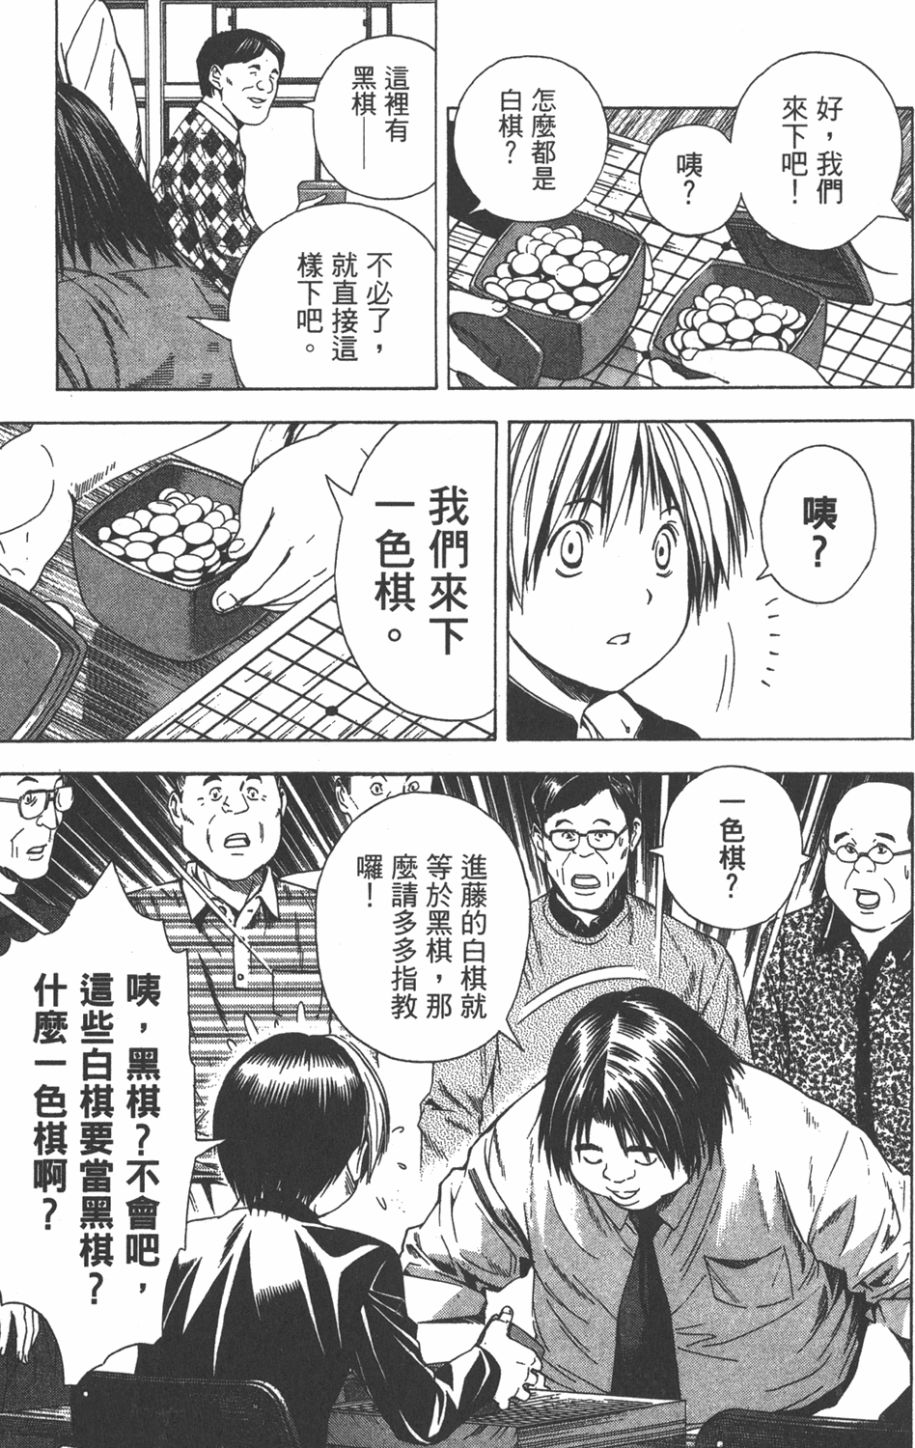 好，我們
來下吧！
咦？
怎麼都是
白棋？
這裡有
黑棋——
不必了，
就直接這
樣下吧。
咦？
我們來下
一色棋。
一色棋？
進藤的白棋就
等於黑棋，那
麼請多多指教
囉！
咦，黑棋？不會吧，
這些白棋要當黑棋？
什麼一色棋啊？